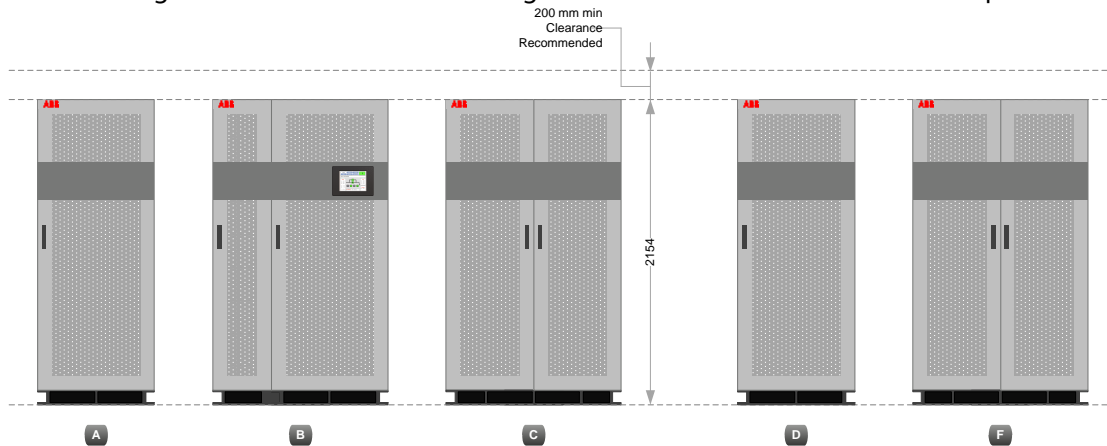 200 mm min
Clearance
Recommended
ABB
ABB
ABB
ABB
ABB
2154
A
B
C
D
F